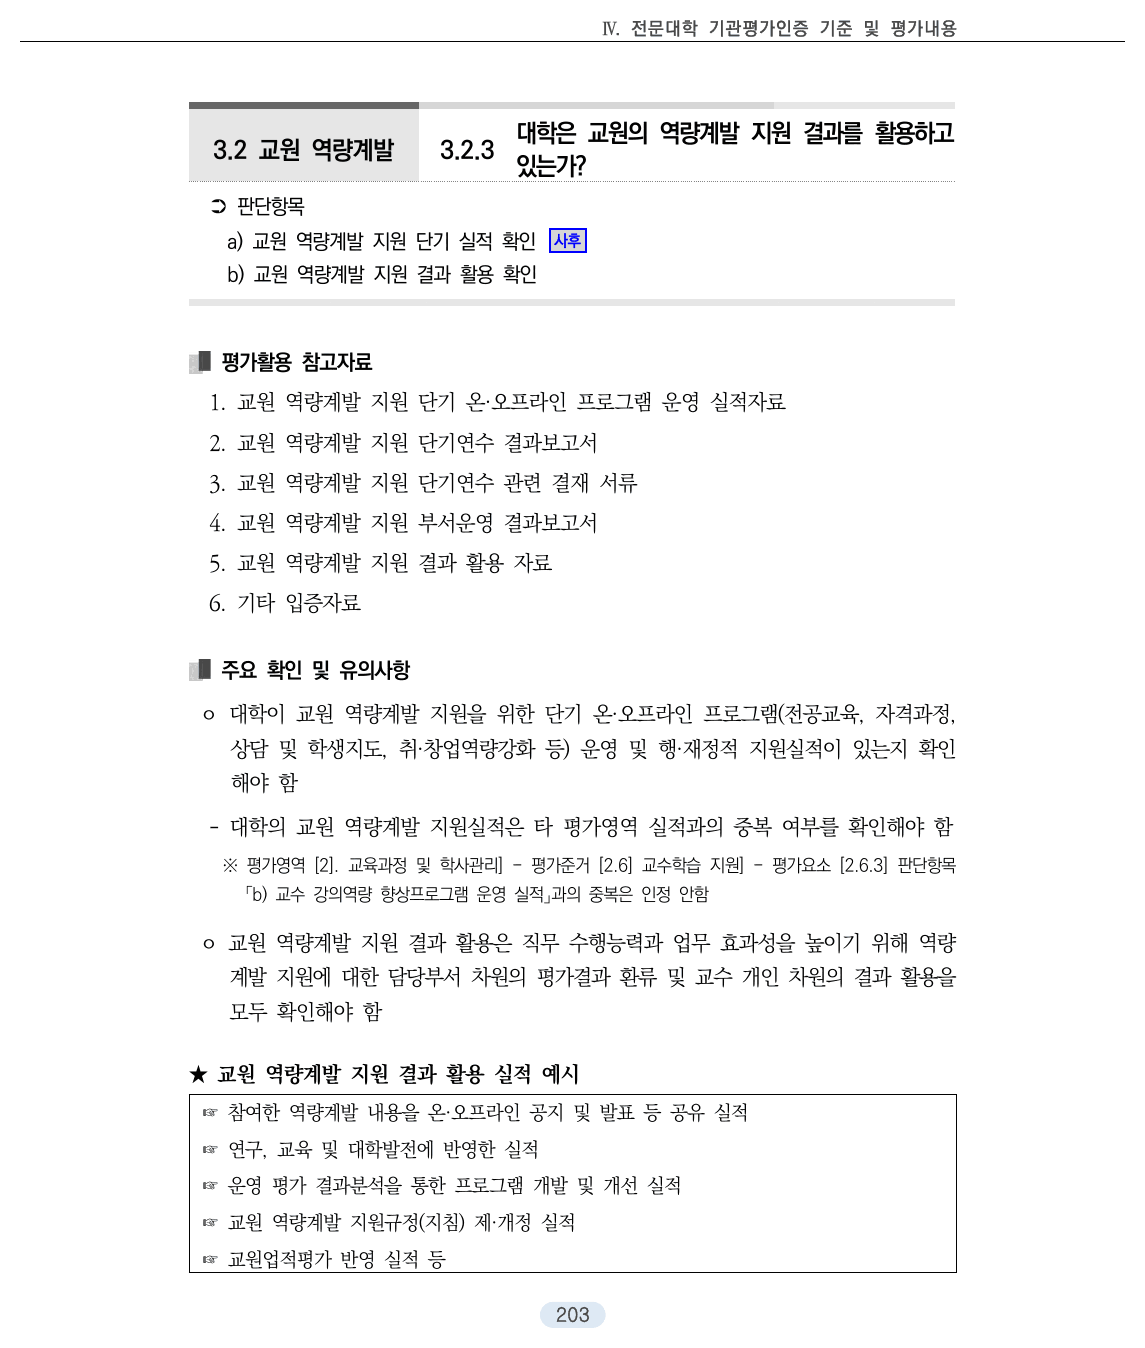 Ⅳ. 전문대학 기관평가인증 기준 및 평가내용
3.2 교원 역량계발
3.2.3 대학은 교원의 역량계발 지원 결과를 활용하고
있는가?
➲ 판단항목
a) 교원 역량계발 지원 단기 실적 확인 사후
b) 교원 역량계발 지원 결과 활용 확인
평가활용 참고자료
1. 교원 역량계발 지원 단기 온·오프라인 프로그램 운영 실적자료
2. 교원 역량계발 지원 단기연수 결과보고서
3. 교원 역량계발 지원 단기연수 관련 결재 서류
4. 교원 역량계발 지원 부서운영 결과보고서
5. 교원 역량계발 지원 결과 활용 자료
6. 기타 입증자료
주요 확인 및 유의사항
ㅇ 대학이 교원 역량계발 지원을 위한 단기 온·오프라인 프로그램(전공교육, 자격과정,
상담 및 학생지도, 취·창업역량강화 등) 운영 및 행·재정적 지원실적이 있는지 확인
해야 함
- 대학의 교원 역량계발 지원실적은 타 평가영역 실적과의 중복 여부를 확인해야 함
※ 평가영역 [2]. 교육과정 및 학사관리] - 평가준거 [2.6] 교수학습 지원] - 평가요소 [2.6.3] 판단항목
「b) 교수 강의역량 향상프로그램 운영 실적」과의 중복은 인정 안함
ㅇ 교원 역량계발 지원 결과 활용은 직무 수행능력과 업무 효과성을 높이기 위해 역량
계발 지원에 대한 담당부서 차원의 평가결과 환류 및 교수 개인 차원의 결과 활용을
모두 확인해야 함
★ 교원 역량계발 지원 결과 활용 실적 예시
☞ 참여한 역량계발 내용을 온·오프라인 공지 및 발표 등 공유 실적
☞ 연구, 교육 및 대학발전에 반영한 실적
☞ 운영 평가 결과분석을 통한 프로그램 개발 및 개선 실적
☞ 교원 역량계발 지원규정(지침) 제·개정 실적
☞ 교원업적평가 반영 실적 등
203